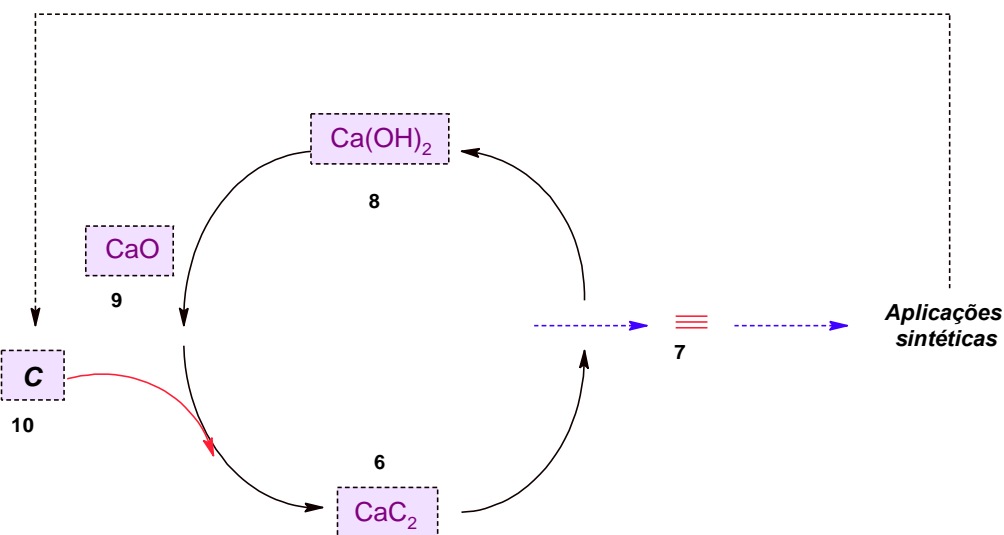 Ca(OH)₂
8
CaO
9
Aplicações
sintéticas
7
C
10
6
CaC₂